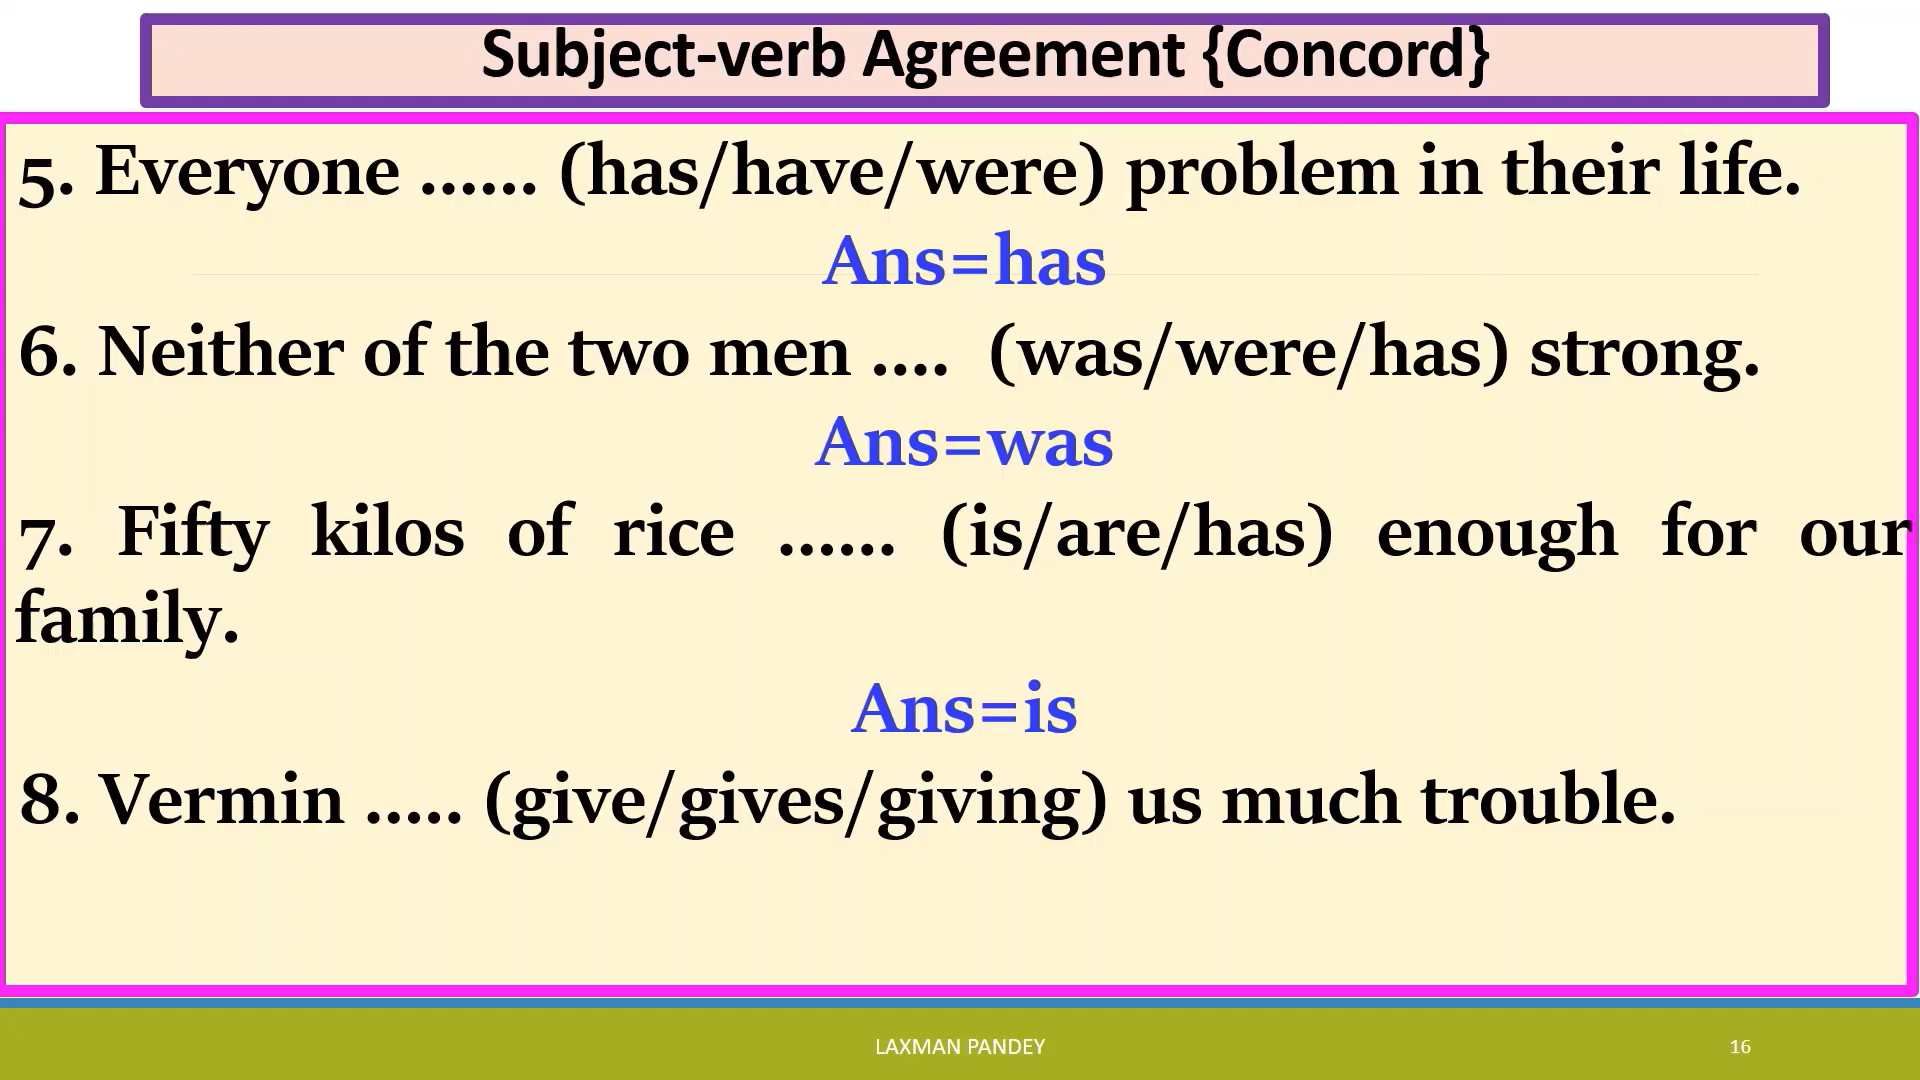 Subject-verb Agreement {Concord}
5. Everyone ...... (has/have/were) problem in their life.
Ans=has
6. Neither of the two men .... (was/were/has) strong.
Ans=was
7. Fifty kilos of rice ...... (is/are/has) enough for our
family.
Ans=is
8. Vermin ..... (give/gives/giving) us much trouble.
LAXMAN PANDEY
16